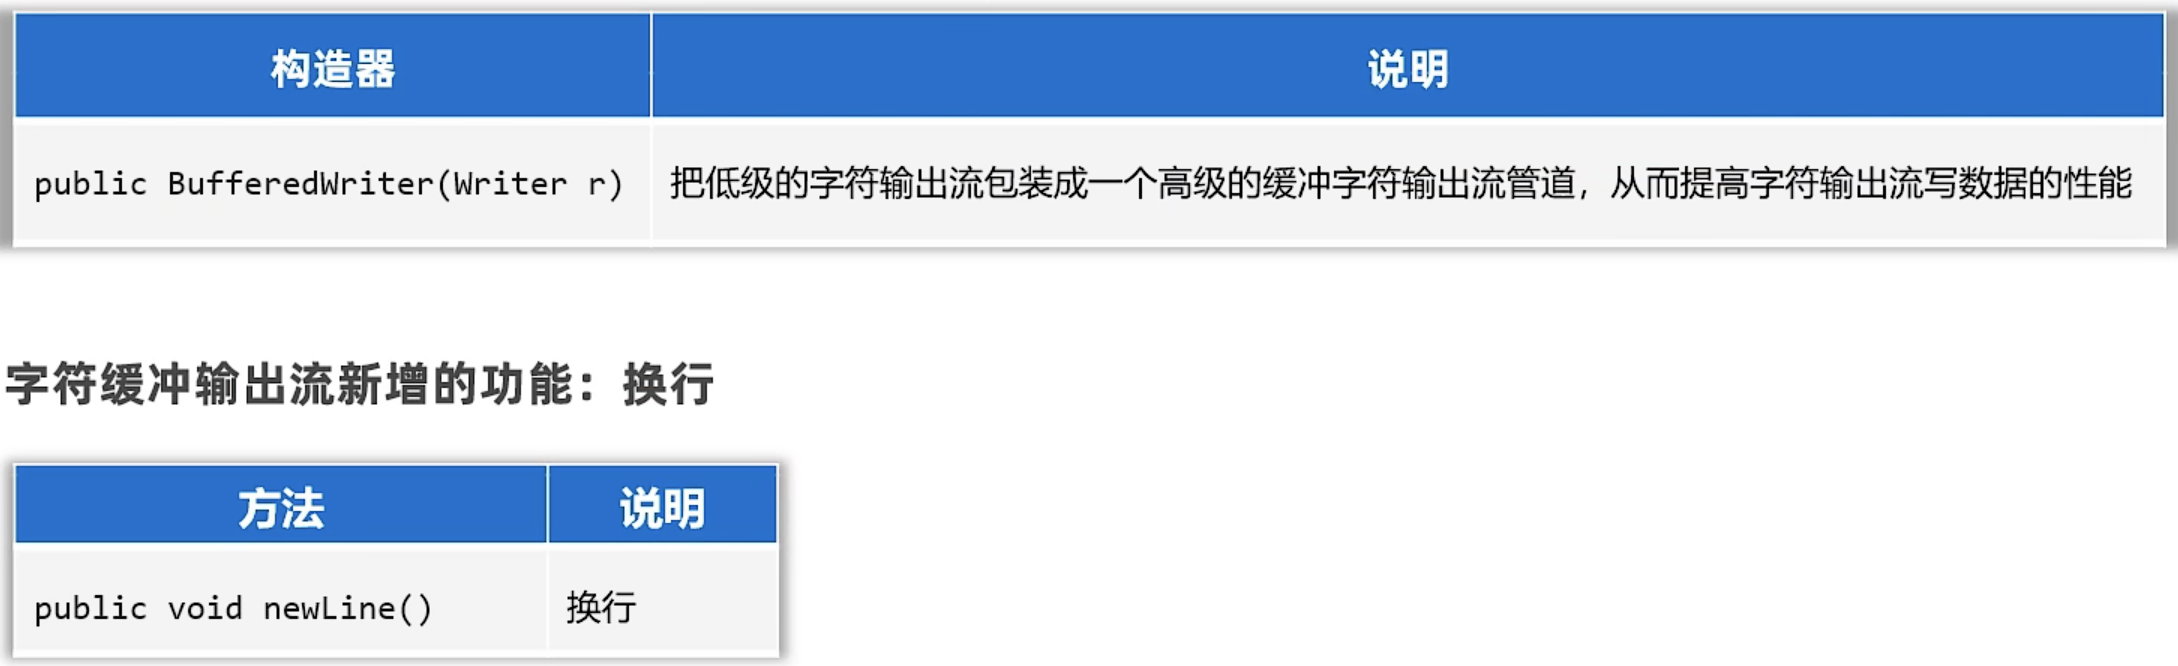 构造器 说明
public BufferedWriter(Writer r) 把低级的字符输出流包装成一个高级的缓冲字符输出流管道，从而提高字符输出流写数据的性能
字符缓冲输出流新增的功能：换行
方法 说明
public void newLine() 换行